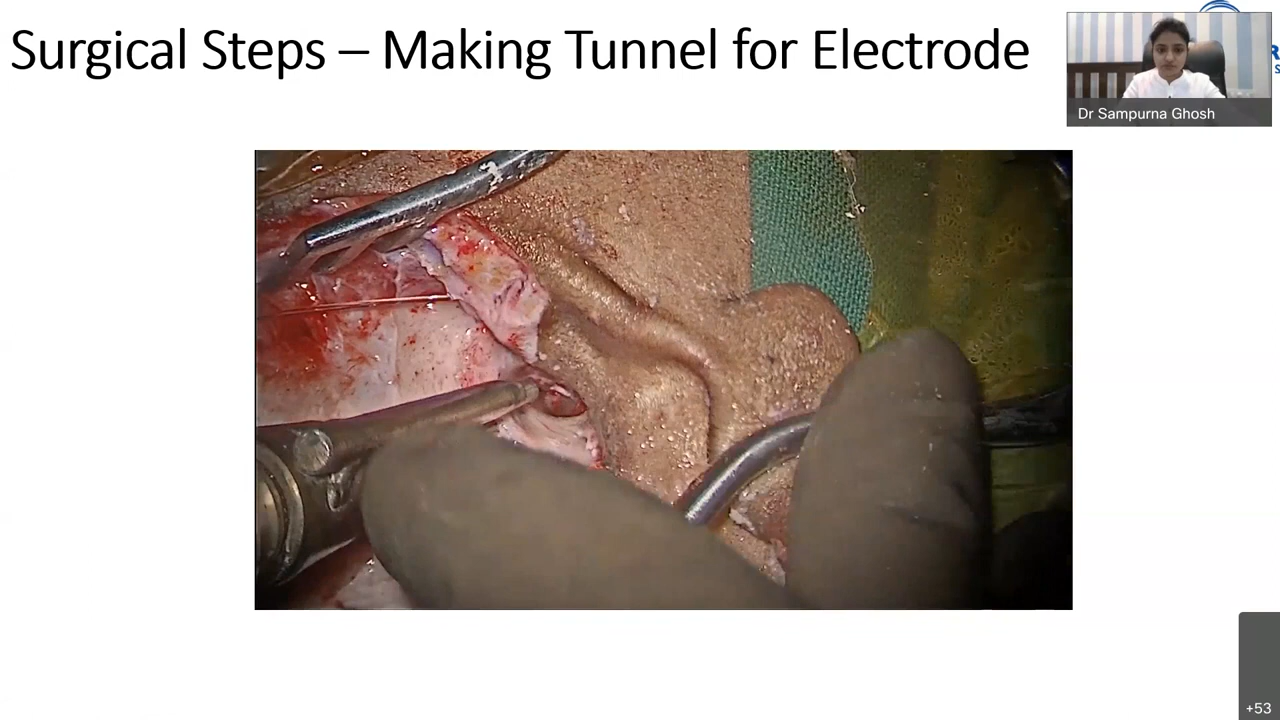 Surgical Steps – Making Tunnel for Electrode
Dr Sampurna Ghosh
+53